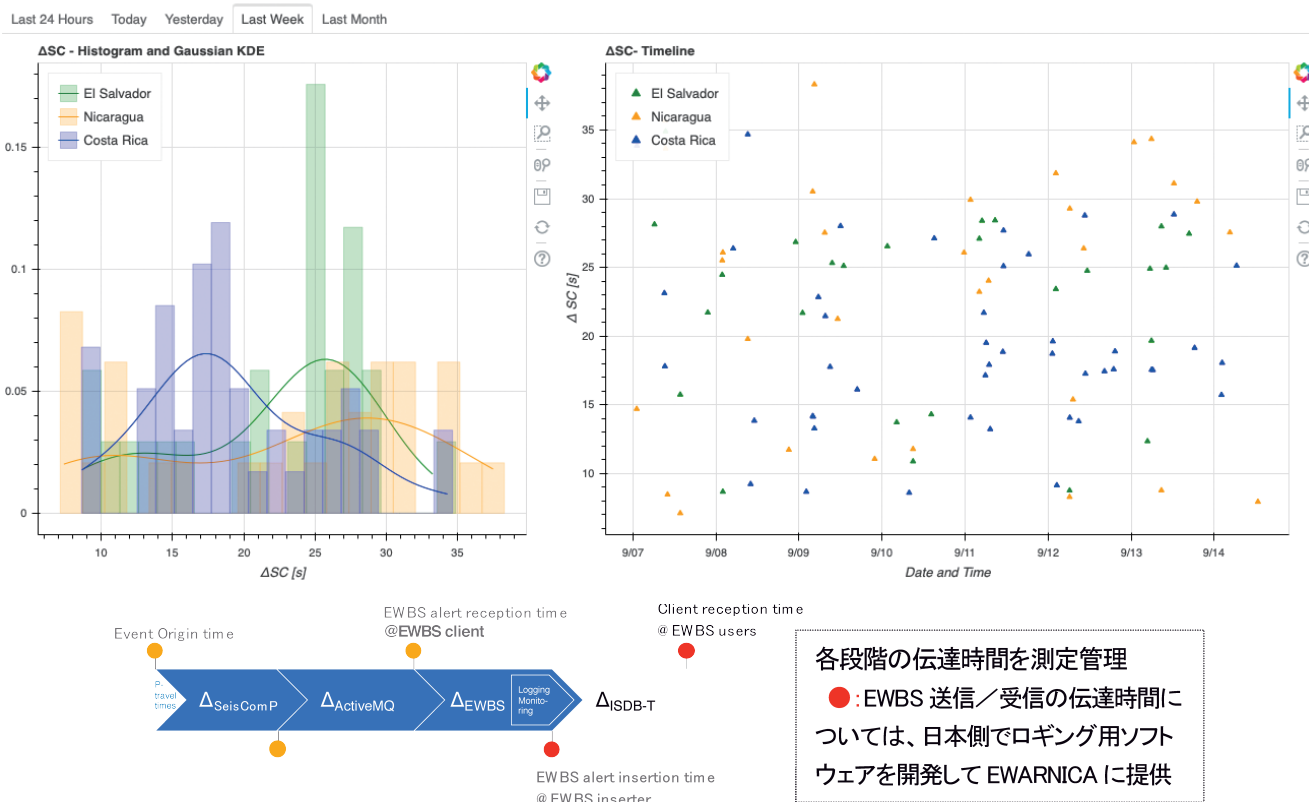 Last 24 Hours Today Yesterday Last Week Last Month
ΔSC - Histogram and Gaussian KDE
El Salvador
Nicaragua
Costa Rica
0.15
0.1
0.05
0
10 15 20 25 30 35
ΔSC [s]
ΔSC- Timeline
El Salvador
Nicaragua
Costa Rica
Δ SC [s]
35
30
25
20
15
10
9/07 9/08 9/09 9/10 9/11 9/12 9/13 9/14
Date and Time
Event Origin time
EWBS alert reception time
@EWBS client
Client reception time
@ EWBS users
P-
travel
times
ΔSeisComP
ΔActiveMQ
ΔEWBS
Logging
Monito-
ring
ΔISDB-T
EWBS alert insertion time
@ EWBS inserter
各段階の伝達時間を測定管理
:EWBS 送信／受信の伝達時間に
ついては、日本側でロギング用ソフト
ウェアを開発して EWARNICA に提供